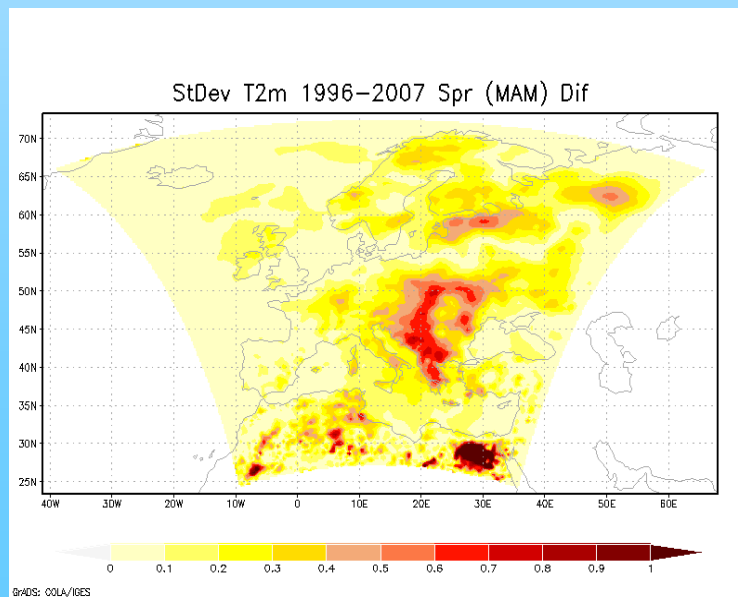 StDev T2m 1996-2007 Spr (MAM) Dif
70N
65N
60N
55N
50N
45N
40N
35N
30N
25N
40W 30W 20W 10W 0 10E 20E 30E 40E 50E 60E
0 0.1 0.2 0.3 0.4 0.5 0.6 0.7 0.8 0.9 1
GrADS: COLA/IGES